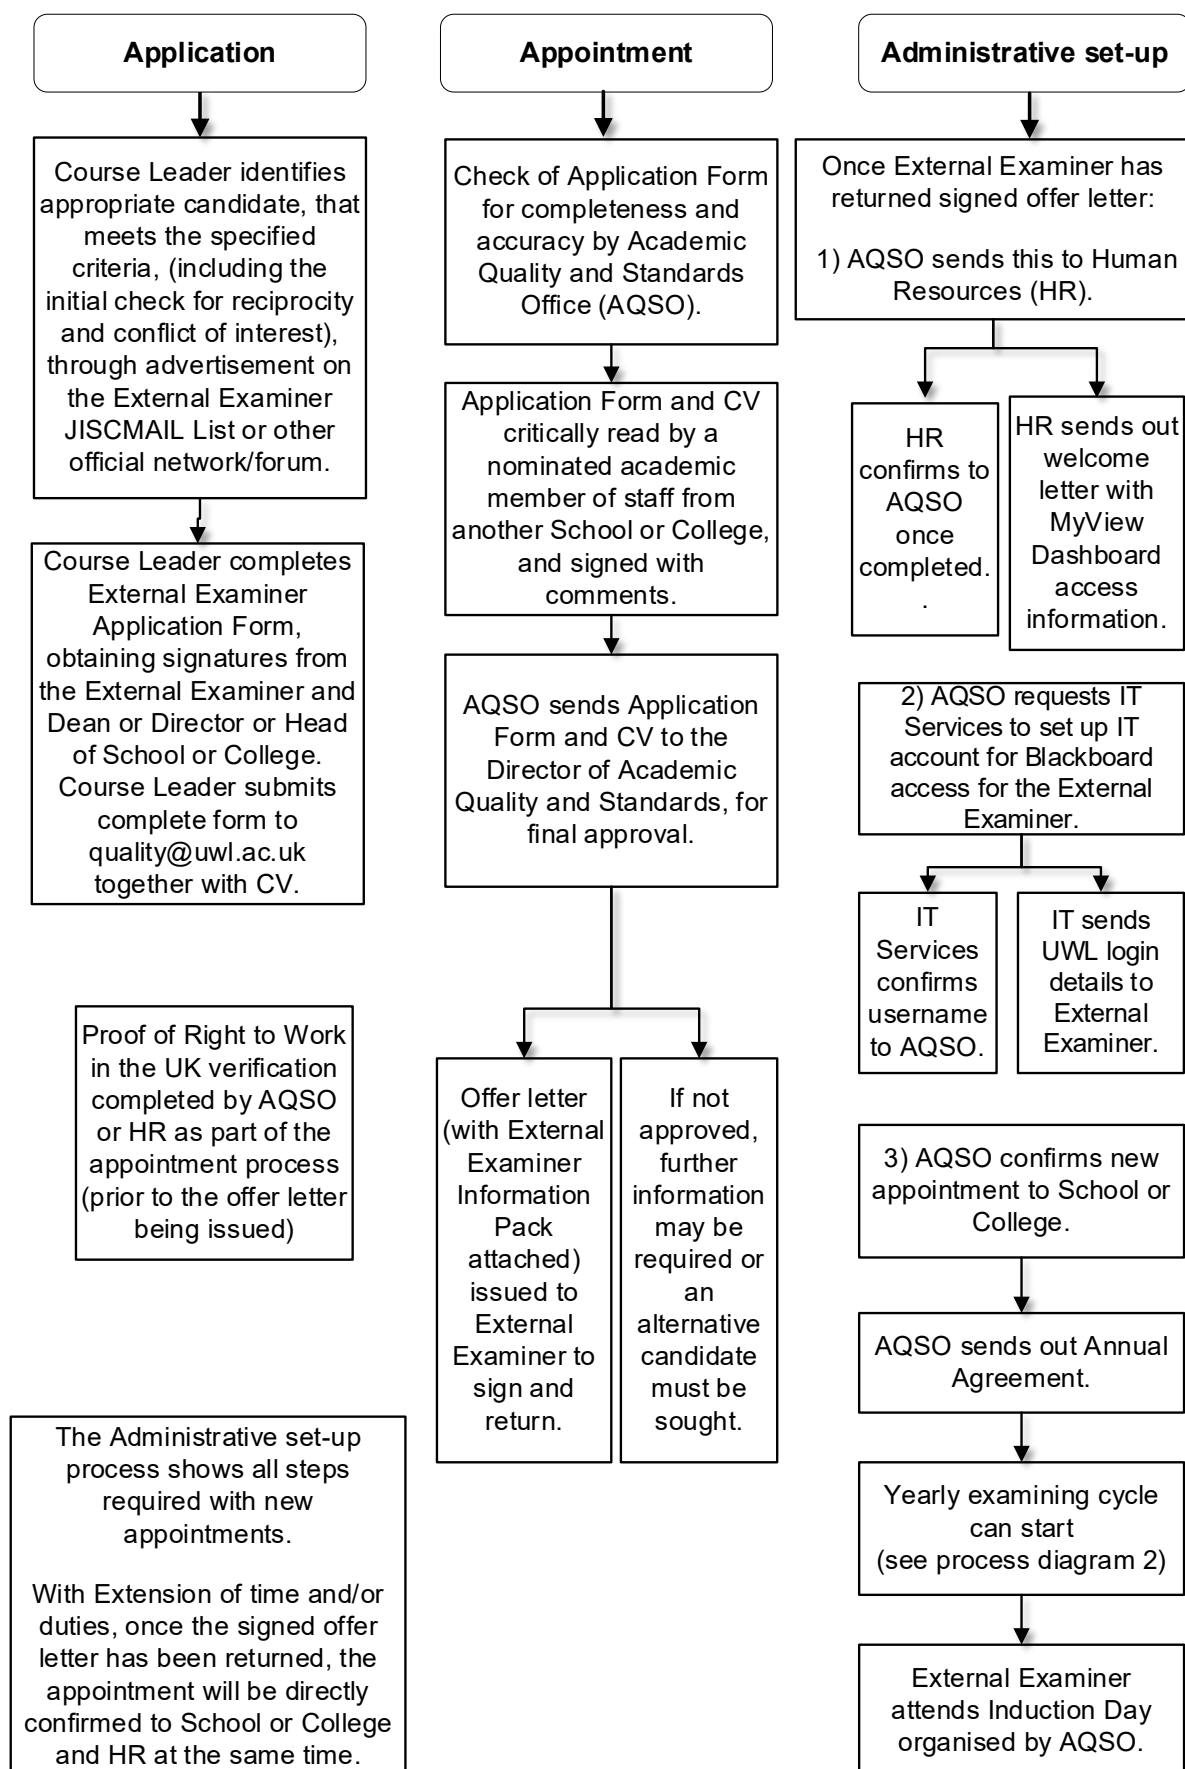 Application
Course Leader identifies
appropriate candidate, that
meets the specified
criteria, (including the
initial check for reciprocity
and conflict of interest),
through advertisement on
the External Examiner
JISCMAIL List or other
official network/forum.
Course Leader completes
External Examiner
Application Form,
obtaining signatures from
the External Examiner and
Dean or Director or Head
of School or College.
Course Leader submits
complete form to
quality@uwl.ac.uk
together with CV.
Proof of Right to Work
in the UK verification
completed by AQSO
or HR as part of the
appointment process
(prior to the offer letter
being issued)
The Administrative set-up
process shows all steps
required with new
appointments.
With Extension of time and/or
duties, once the signed offer
letter has been returned, the
appointment will be directly
confirmed to School or College
and HR at the same time.
Appointment
Check of Application Form
for completeness and
accuracy by Academic
Quality and Standards
Office (AQSO).
Application Form and CV
critically read by a
nominated academic
member of staff from
another School or College,
and signed with
comments.
AQSO sends Application
Form and CV to the
Director of Academic
Quality and Standards, for
final approval.
Offer letter
(with External
Examiner
Information
Pack
attached)
issued to
External
Examiner to
sign and
return.
If not
approved,
further
information
may be
required or
an
alternative
candidate
must be
sought.
Administrative set-up
Once External Examiner has
returned signed offer letter:
1) AQSO sends this to Human
Resources (HR).
HR
confirms to
AQSO
once
completed.
.
HR sends out
welcome
letter with
MyView
Dashboard
access
information.
2) AQSO requests IT
Services to set up IT
account for Blackboard
access for the External
Examiner.
IT
Services
confirms
username
to AQSO.
IT sends
UWL login
details to
External
Examiner.
3) AQSO confirms new
appointment to School or
College.
AQSO sends out Annual
Agreement.
Yearly examining cycle
can start
(see process diagram 2)
External Examiner
attends Induction Day
organised by AQSO.